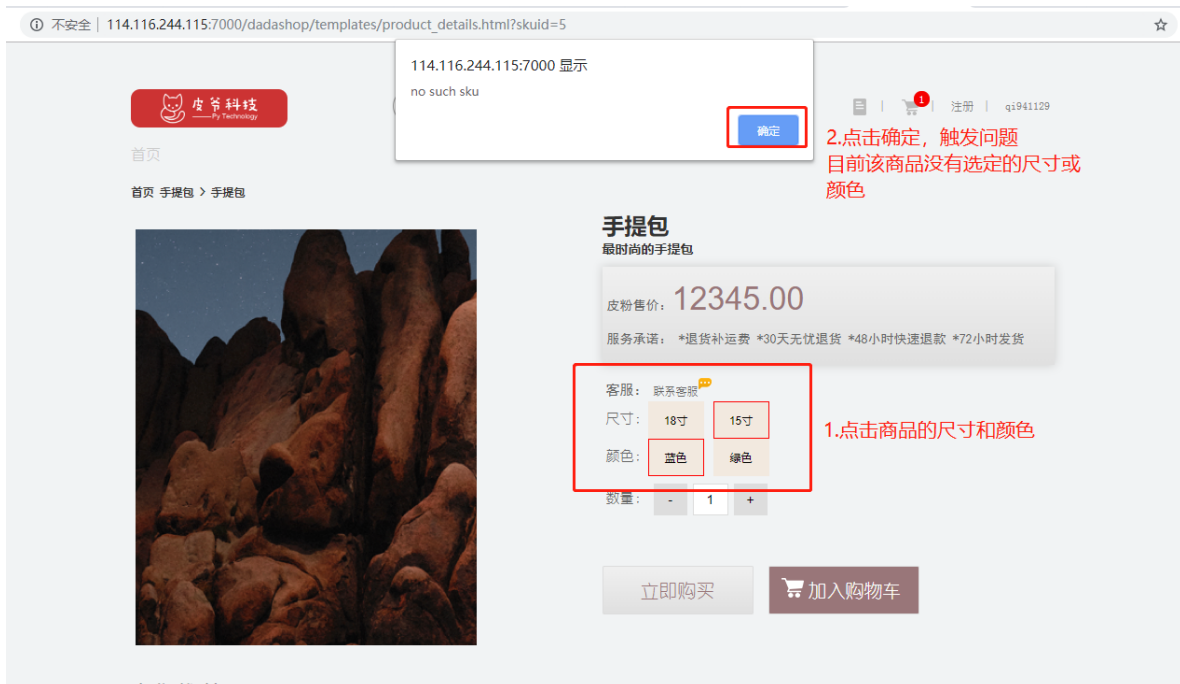 不安全 | 114.116.244.115:7000/dadashop/templates/product_details.html?skuid=5
114.116.244.115:7000 显示
no such sku
确定
皮爷科技
Py Technology
1
注册
qi941129
首页
2.点击确定，触发问题
目前该商品没有选定的尺寸或
颜色
首页 手提包 > 手提包
手提包
最时尚的手提包
皮粉售价： 12345.00
服务承诺： *退货补运费 *30天无忧退货 *48小时快速退款 *72小时发货
客服： 联系客服
尺寸： 18寸 15寸
1.点击商品的尺寸和颜色
颜色： 蓝色 绿色
数量： - 1 +
立即购买 加入购物车